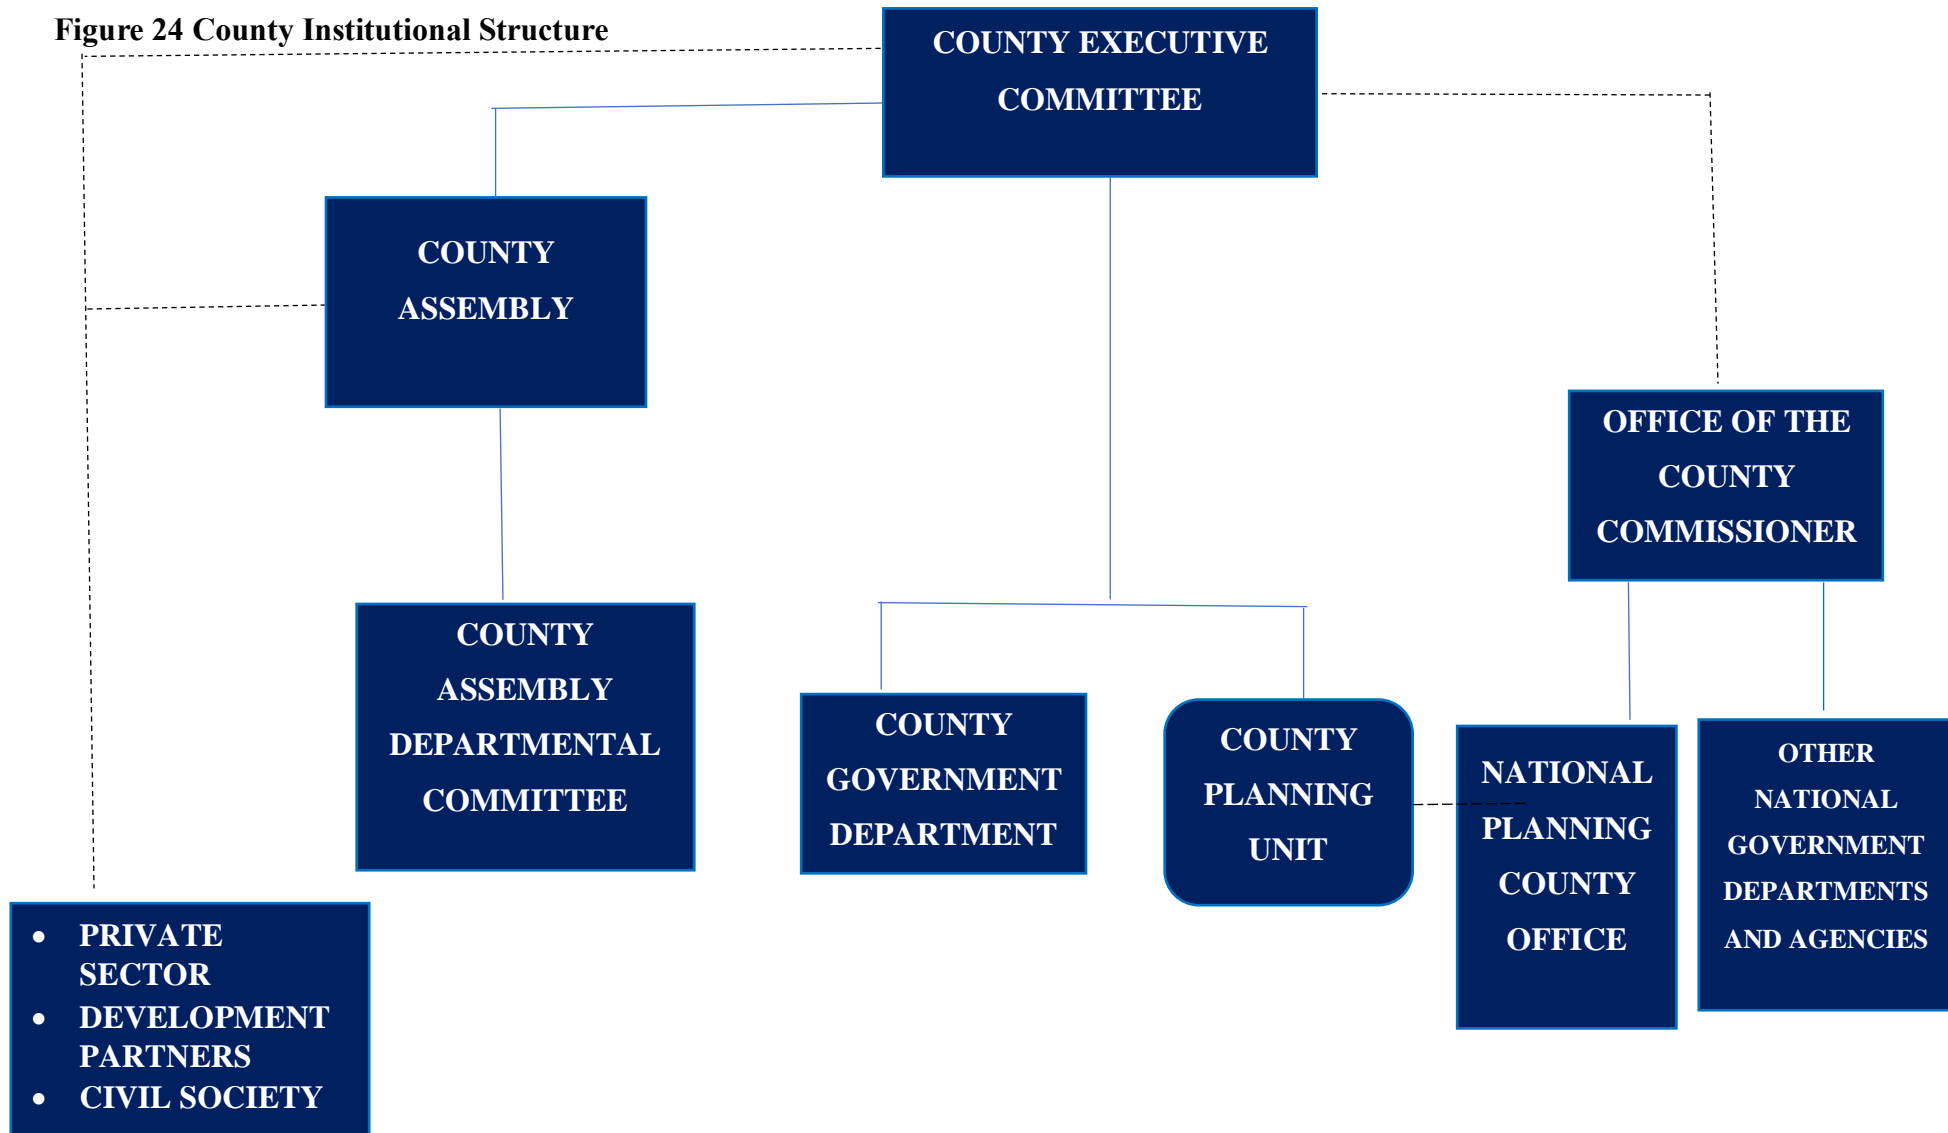 Figure 24 County Institutional Structure
COUNTY EXECUTIVE
COMMITTEE
COUNTY
ASSEMBLY
OFFICE OF THE
COUNTY
COMMISSIONER
COUNTY
ASSEMBLY
DEPARTMENTAL
COMMITTEE
COUNTY
GOVERNMENT
DEPARTMENT
COUNTY
PLANNING
UNIT
NATIONAL
PLANNING
COUNTY
OFFICE
OTHER
NATIONAL
GOVERNMENT
DEPARTMENTS
AND AGENCIES
• PRIVATE
SECTOR
• DEVELOPMENT
PARTNERS
• CIVIL SOCIETY